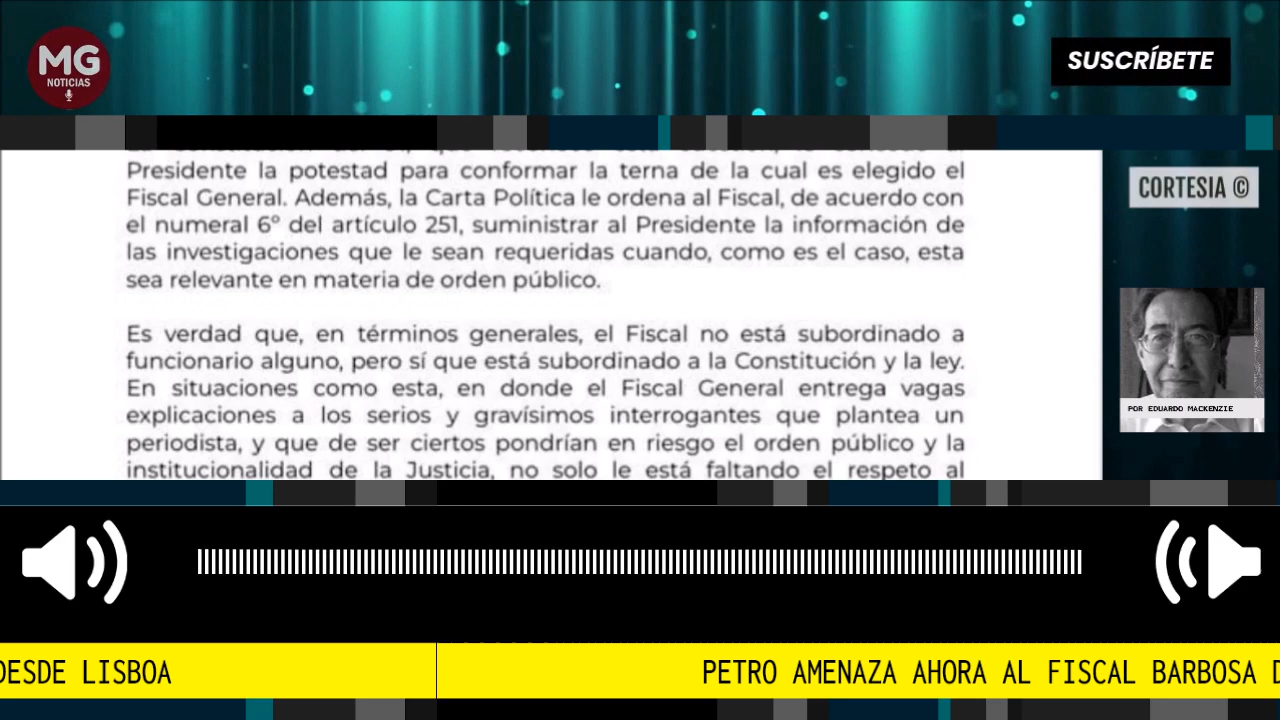 MG
NOTICIAS
SUSCRÍBETE
Presidente la potestad para conformar la terna de la cual es elegido el
Fiscal General. Además, la Carta Política le ordena al Fiscal, de acuerdo con
el numeral 6º del artículo 251, suministrar al Presidente la información de
las investigaciones que le sean requeridas cuando, como es el caso, esta
sea relevante en materia de orden público.
Es verdad que, en términos generales, el Fiscal no está subordinado a
funcionario alguno, pero sí que está subordinado a la Constitución y la ley.
En situaciones como esta, en donde el Fiscal General entrega vagas
explicaciones a los serios y gravísimos interrogantes que plantea un
periodista, y que de ser ciertos pondrían en riesgo el orden público y la
institucionalidad de la Justicia, no solo le está faltando el respeto al
CORTESIA ©
POR EDUARDO MACKENZIE
DESDE LISBOA
PETRO AMENAZA AHORA AL FISCAL BARBOSA D